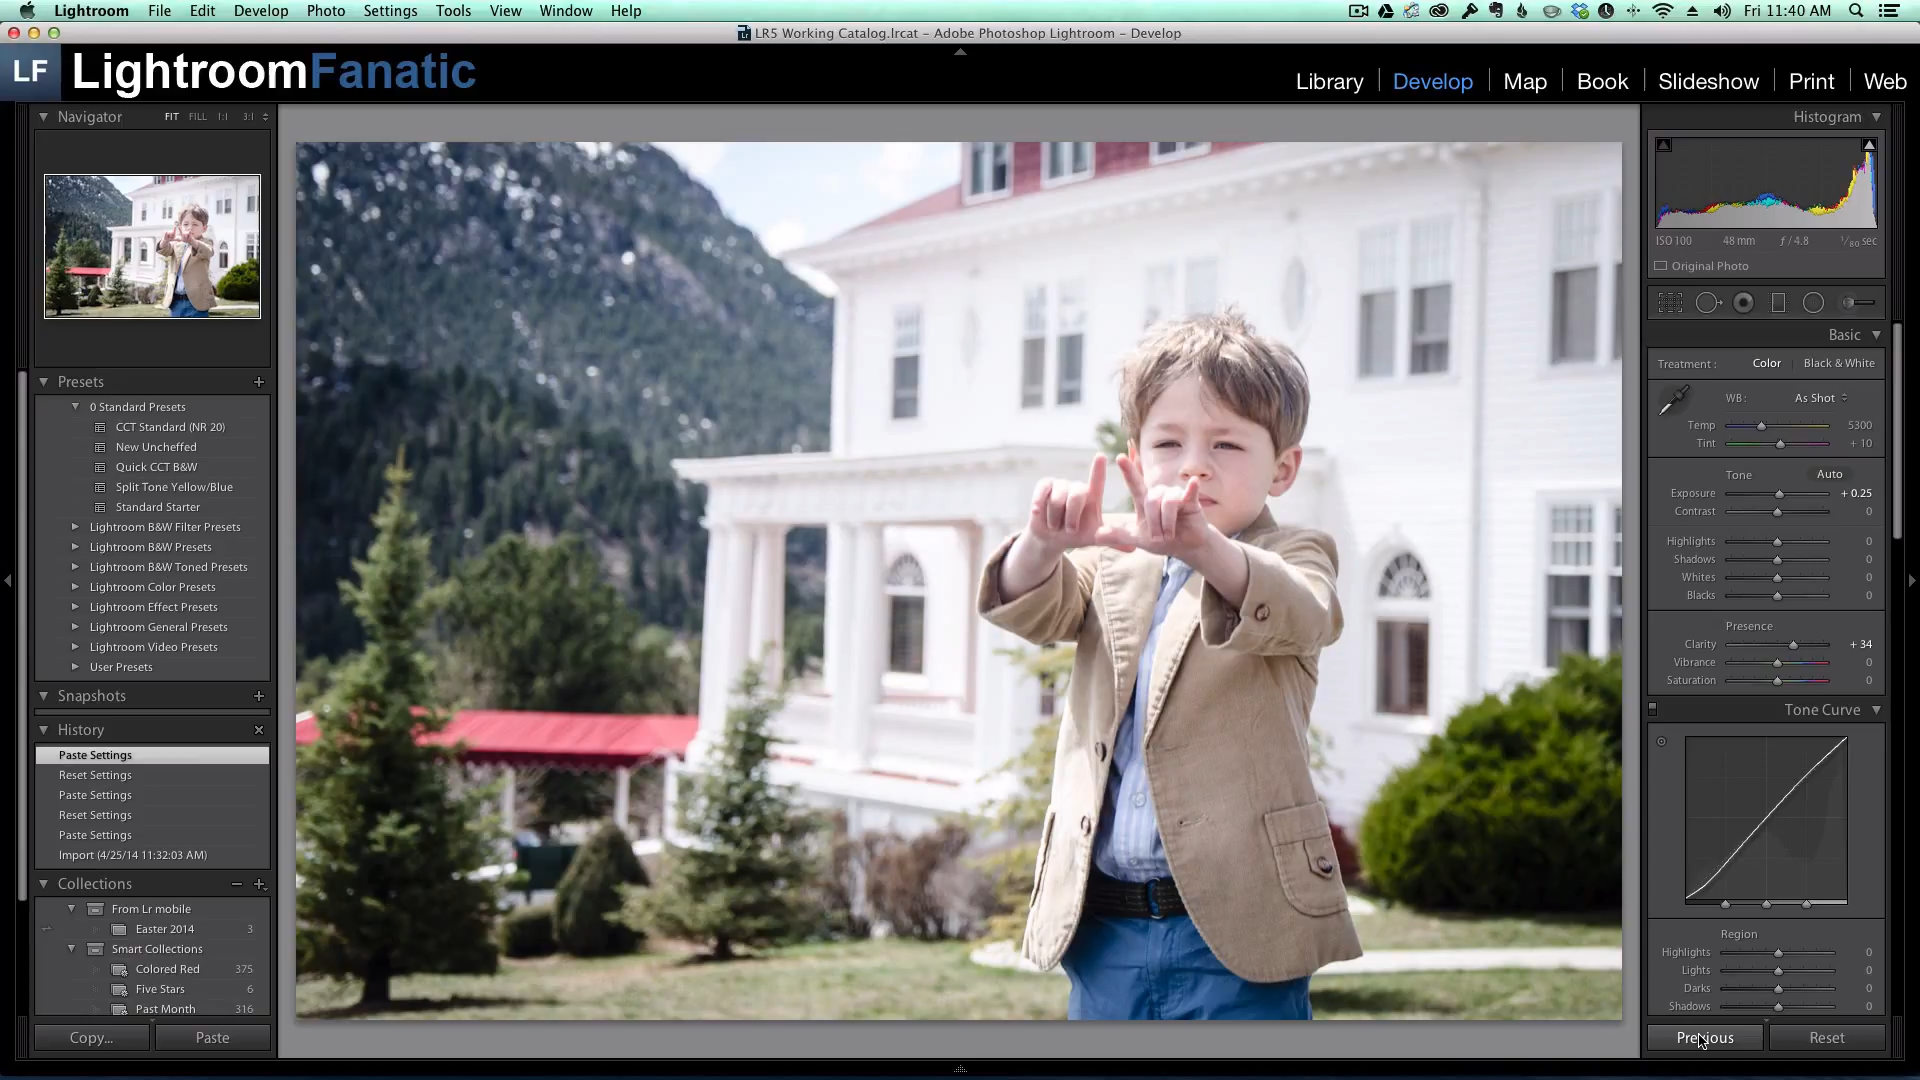 Lightroom File Edit Develop Photo Settings Tools View Window Help Fri 11:40 AM
LR5 Working Catalog.lrcat – Adobe Photoshop Lightroom – Develop
LF LightroomFanatic
Library Develop Map Book Slideshow Print Web
Navigator FIT FILL 1:1 3:1
Presets
0 Standard Presets
CCT Standard (NR 20)
New Uncheffed
Quick CCT B&W
Split Tone Yellow/Blue
Standard Starter
Lightroom B&W Filter Presets
Lightroom B&W Presets
Lightroom B&W Toned Presets
Lightroom Color Presets
Lightroom Effect Presets
Lightroom General Presets
Lightroom Video Presets
User Presets
Snapshots
History
Paste Settings
Reset Settings
Paste Settings
Reset Settings
Paste Settings
Import (4/25/14 11:32:03 AM)
Collections
From Lr mobile
Easter 2014 3
Smart Collections
Colored Red 375
Five Stars 6
Past Month 316
Copy... Paste
Histogram
ISO 100 48 mm ƒ / 4.8 1/80 sec
Original Photo
Basic
Treatment : Color Black & White
WB : As Shot
Temp 5300
Tint + 10
Tone Auto
Exposure + 0.25
Contrast 0
Highlights 0
Shadows 0
Whites 0
Blacks 0
Presence
Clarity + 34
Vibrance 0
Saturation 0
Tone Curve
Region
Highlights 0
Lights 0
Darks 0
Shadows 0
Previous Reset